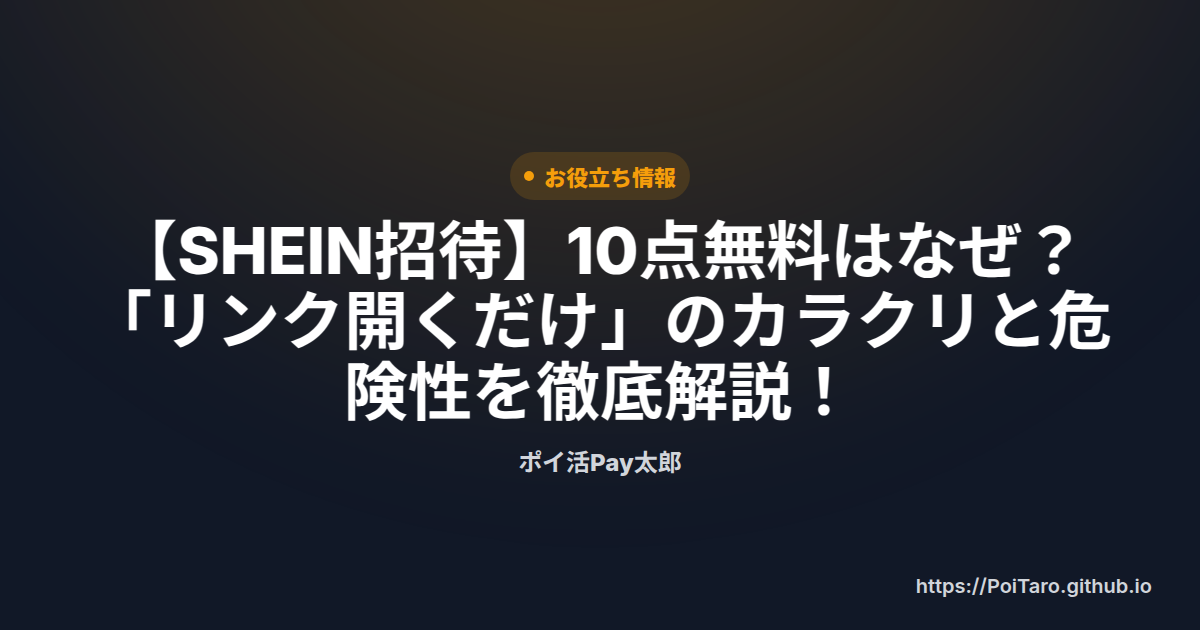 お役立ち情報
【SHEIN招待】10点無料はなぜ？
「リンク開くだけ」のカラクリと危
険性を徹底解説！
ポイ活Pay太郎
https://PoiTaro.github.io